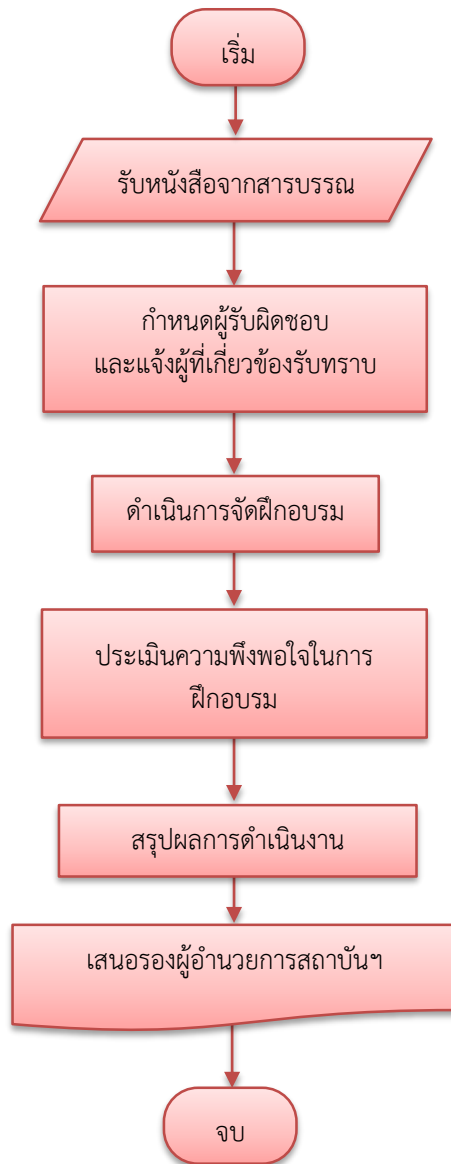 เริ่ม
รับหนังสือจากสารบรรณ
กำหนดผู้รับผิดชอบ
และแจ้งผู้ที่เกี่ยวข้องรับทราบ
ดำเนินการจัดฝึกอบรม
ประเมินความพึงพอใจในการ
ฝึกอบรม
สรุปผลการดำเนินงาน
เสนอรองผู้อำนวยการสถาบันฯ
จบ